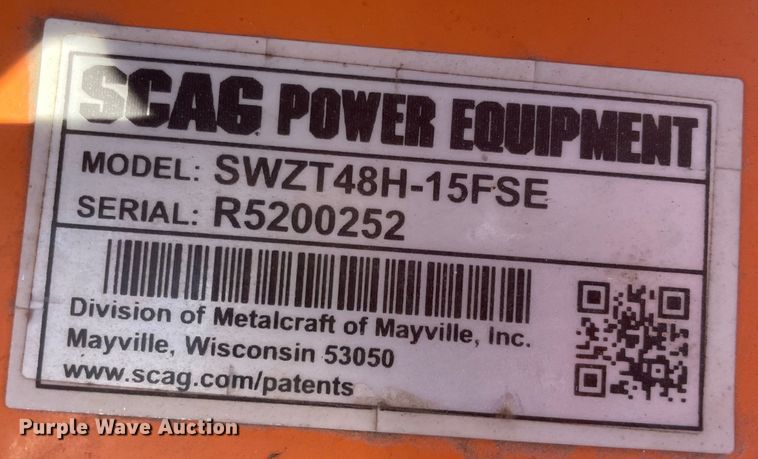 SCAG POWER EQUIPMENT
MODEL: SWZT48H-15FSE
SERIAL: R5200252
Division of Metalcraft of Mayville, Inc.
Mayville, Wisconsin 53050
www.scag.com/patents
Purple Wave Auction